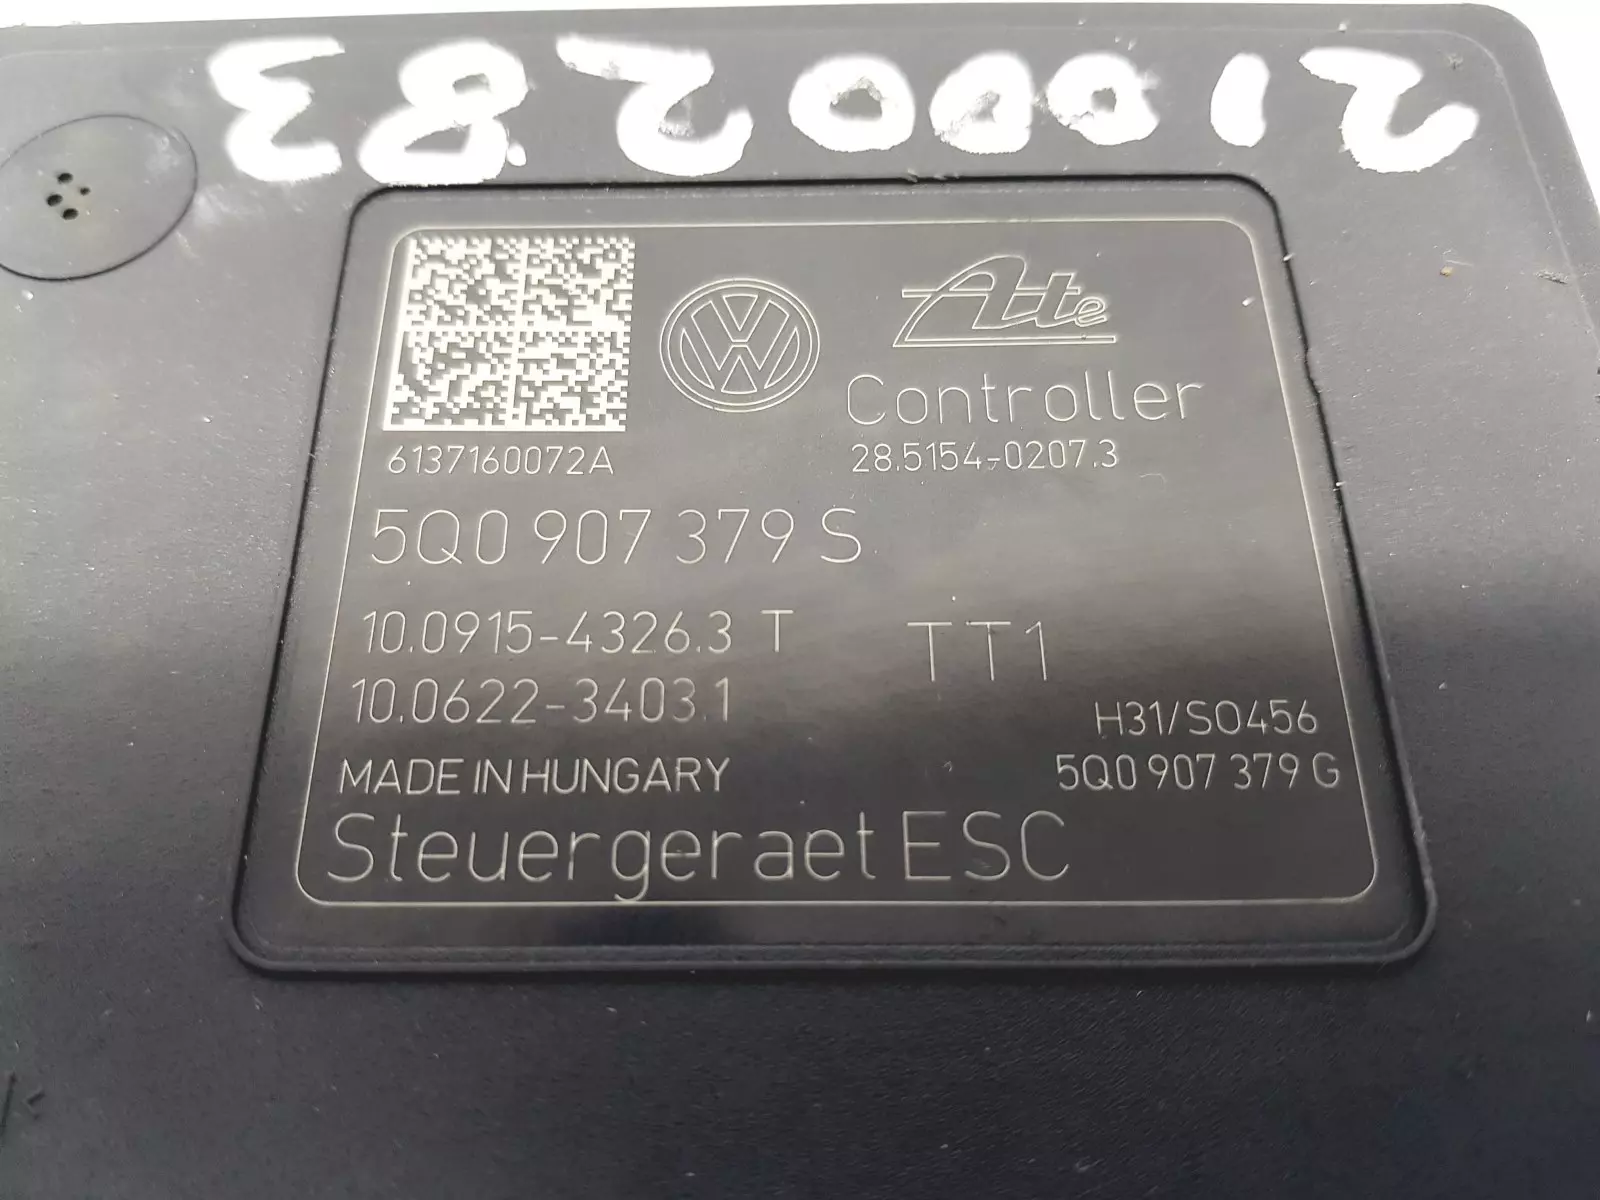 21000283
Ate
6137160072A
Controller
28.5154-0207.3
5Q0 907 379 S
10.0915-4326.3 T
TT1
10.0622-3403.1
H31/S0456
MADE IN HUNGARY
5Q0 907 379 G
Steuergeraet ESC